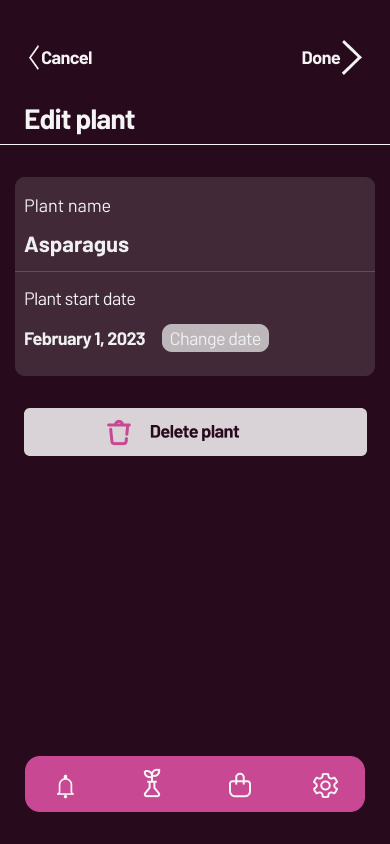 Cancel
Done
Edit plant
Plant name
Asparagus
Plant start date
February 1, 2023 Change date
Delete plant